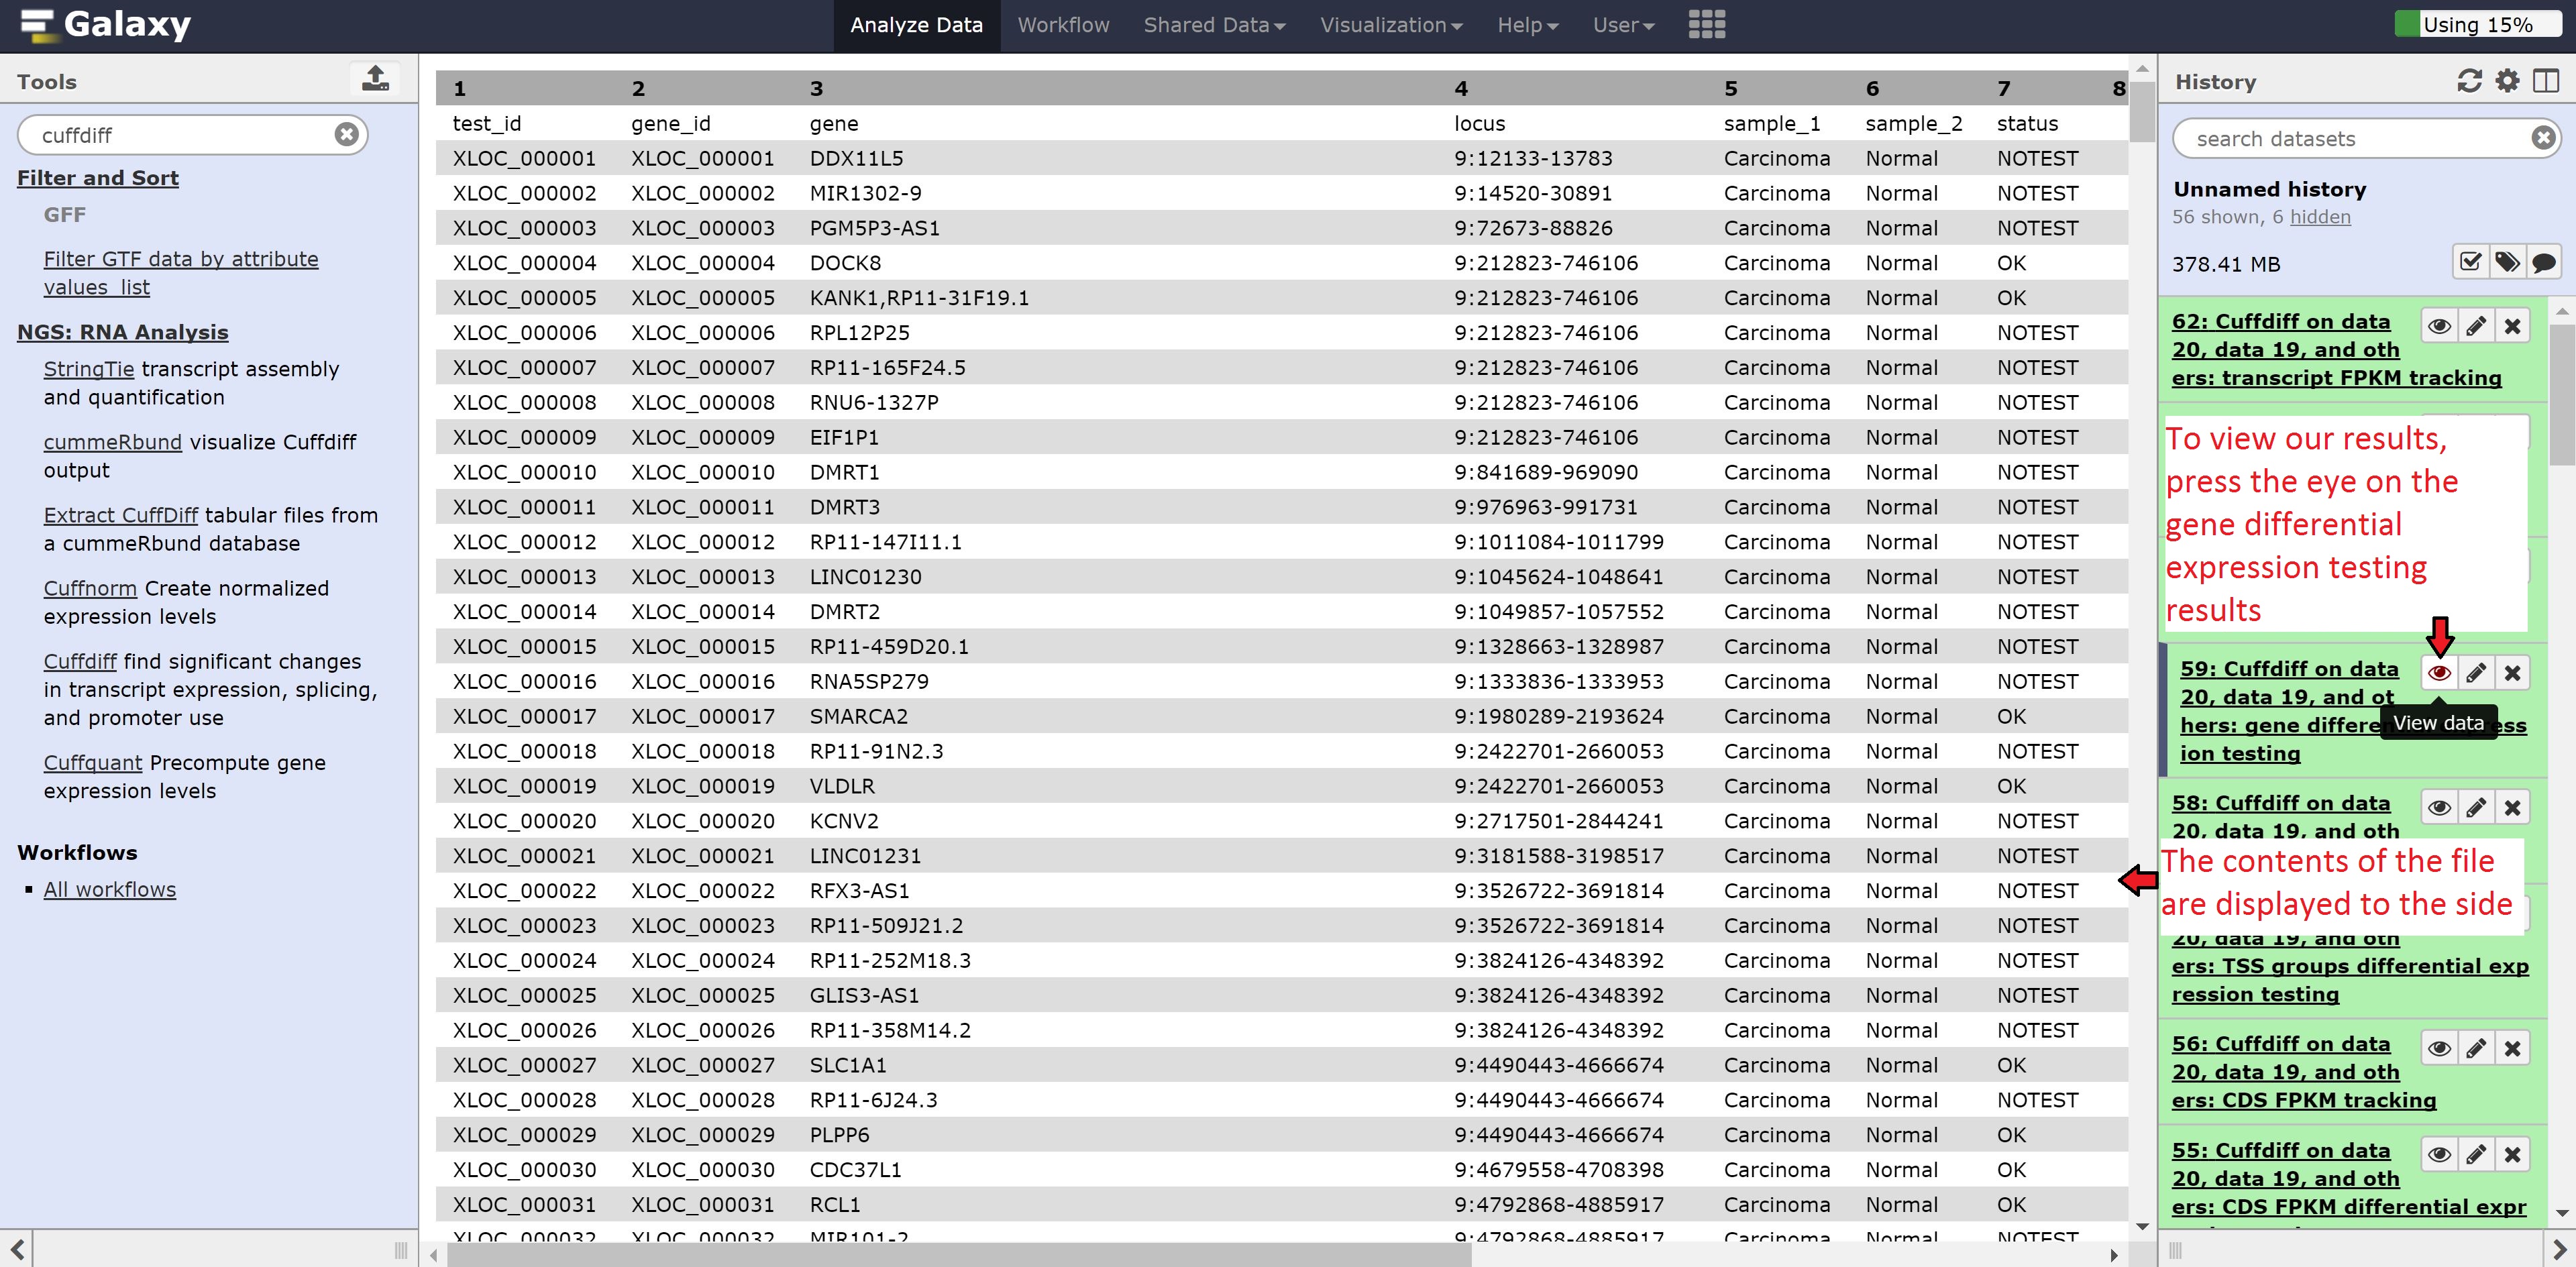 Galaxy
Analyze Data Workflow Shared Data Visualization Help User
Using 15%
Tools
cuffdiff
Filter and Sort
GFF
Filter GTF data by attribute
values_list
NGS: RNA Analysis
StringTie transcript assembly
and quantification
cummeRbund visualize Cuffdiff
output
Extract CuffDiff tabular files from
a cummeRbund database
Cuffnorm Create normalized
expression levels
Cuffdiff find significant changes
in transcript expression, splicing,
and promoter use
Cuffquant Precompute gene
expression levels
Workflows
All workflows
1 2 3 4 5 6 7 8
test_id gene_id gene locus sample_1 sample_2 status
XLOC_000001 XLOC_000001 DDX11L5 9:12133-13783 Carcinoma Normal NOTEST
XLOC_000002 XLOC_000002 MIR1302-9 9:14520-30891 Carcinoma Normal NOTEST
XLOC_000003 XLOC_000003 PGM5P3-AS1 9:72673-88826 Carcinoma Normal NOTEST
XLOC_000004 XLOC_000004 DOCK8 9:212823-746106 Carcinoma Normal OK
XLOC_000005 XLOC_000005 KANK1,RP11-31F19.1 9:212823-746106 Carcinoma Normal OK
XLOC_000006 XLOC_000006 RPL12P25 9:212823-746106 Carcinoma Normal NOTEST
XLOC_000007 XLOC_000007 RP11-165F24.5 9:212823-746106 Carcinoma Normal NOTEST
XLOC_000008 XLOC_000008 RNU6-1327P 9:212823-746106 Carcinoma Normal NOTEST
XLOC_000009 XLOC_000009 EIF1P1 9:212823-746106 Carcinoma Normal NOTEST
XLOC_000010 XLOC_000010 DMRT1 9:841689-969090 Carcinoma Normal NOTEST
XLOC_000011 XLOC_000011 DMRT3 9:976963-991731 Carcinoma Normal NOTEST
XLOC_000012 XLOC_000012 RP11-147I11.1 9:1011084-1011799 Carcinoma Normal NOTEST
XLOC_000013 XLOC_000013 LINC01230 9:1045624-1048641 Carcinoma Normal NOTEST
XLOC_000014 XLOC_000014 DMRT2 9:1049857-1057552 Carcinoma Normal NOTEST
XLOC_000015 XLOC_000015 RP11-459D20.1 9:1328663-1328987 Carcinoma Normal NOTEST
XLOC_000016 XLOC_000016 RNA5SP279 9:1333836-1333953 Carcinoma Normal NOTEST
XLOC_000017 XLOC_000017 SMARCA2 9:1980289-2193624 Carcinoma Normal OK
XLOC_000018 XLOC_000018 RP11-91N2.3 9:2422701-2660053 Carcinoma Normal NOTEST
XLOC_000019 XLOC_000019 VLDLR 9:2422701-2660053 Carcinoma Normal OK
XLOC_000020 XLOC_000020 KCNV2 9:2717501-2844241 Carcinoma Normal NOTEST
XLOC_000021 XLOC_000021 LINC01231 9:3181588-3198517 Carcinoma Normal NOTEST
XLOC_000022 XLOC_000022 RFX3-AS1 9:3526722-3691814 Carcinoma Normal NOTEST
XLOC_000023 XLOC_000023 RP11-509J21.2 9:3526722-3691814 Carcinoma Normal NOTEST
XLOC_000024 XLOC_000024 RP11-252M18.3 9:3824126-4348392 Carcinoma Normal NOTEST
XLOC_000025 XLOC_000025 GLIS3-AS1 9:3824126-4348392 Carcinoma Normal NOTEST
XLOC_000026 XLOC_000026 RP11-358M14.2 9:3824126-4348392 Carcinoma Normal NOTEST
XLOC_000027 XLOC_000027 SLC1A1 9:4490443-4666674 Carcinoma Normal OK
XLOC_000028 XLOC_000028 RP11-6J24.3 9:4490443-4666674 Carcinoma Normal NOTEST
XLOC_000029 XLOC_000029 PLPP6 9:4490443-4666674 Carcinoma Normal OK
XLOC_000030 XLOC_000030 CDC37L1 9:4679558-4708398 Carcinoma Normal OK
XLOC_000031 XLOC_000031 RCL1 9:4792868-4885917 Carcinoma Normal OK
XLOC_000032 XLOC_000032 MIR101-2 9:4792868-4885917 Carcinoma Normal NOTEST
History
search datasets
Unnamed history
56 shown, 6 hidden
378.41 MB
62: Cuffdiff on data
20, data 19, and oth
ers: transcript FPKM tracking
To view our results,
press the eye on the
gene differential
expression testing
results
59: Cuffdiff on data
20, data 19, and ot
View data
hers: gene differen ess
ion testing
58: Cuffdiff on data
20, data 19, and oth
The contents of the file
are displayed to the side
20, data 19, and oth
ers: TSS groups differential exp
ression testing
56: Cuffdiff on data
20, data 19, and oth
ers: CDS FPKM tracking
55: Cuffdiff on data
20, data 19, and oth
ers: CDS FPKM differential expr